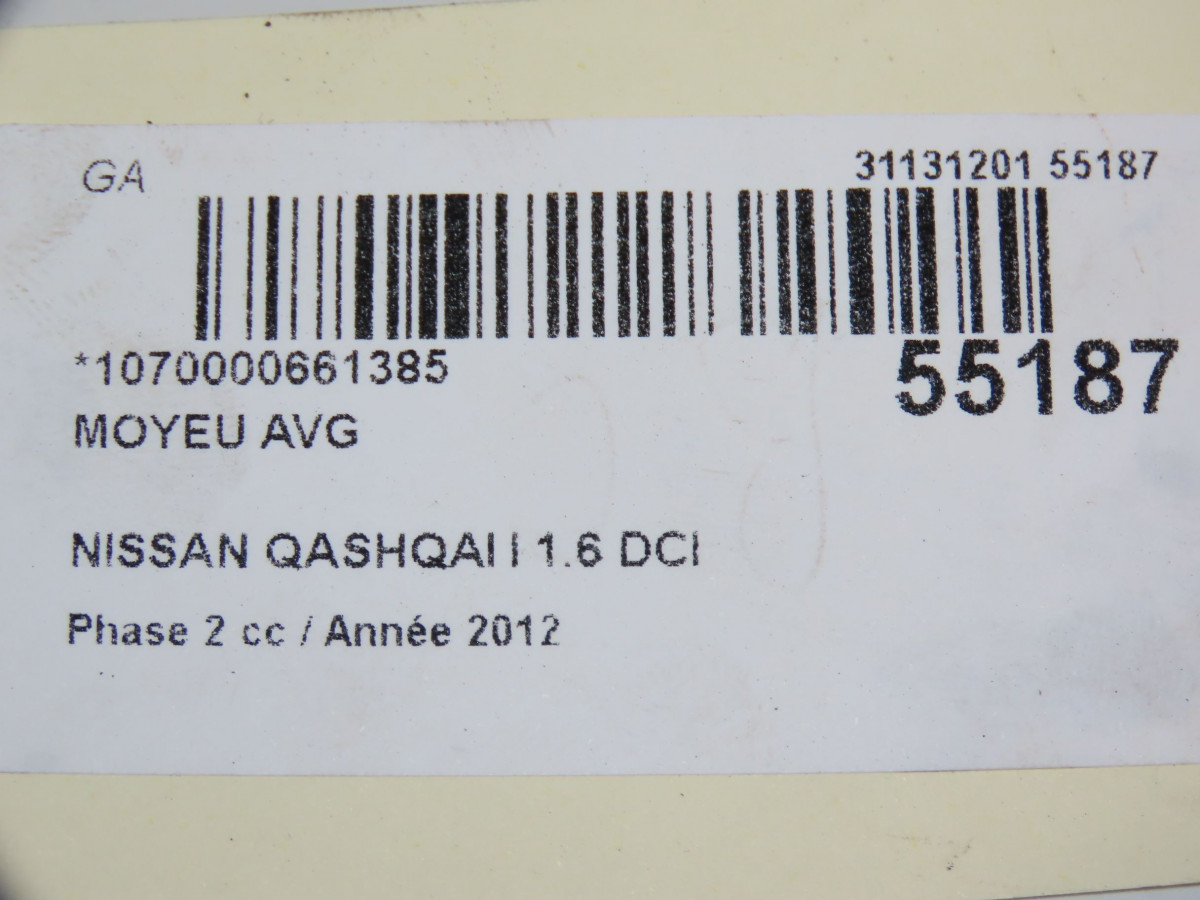 GA
31131201 55187
*1070000661385
55187
MOYEU AVG
NISSAN QASHQAI I 1.6 DCI
Phase 2 cc / Année 2012